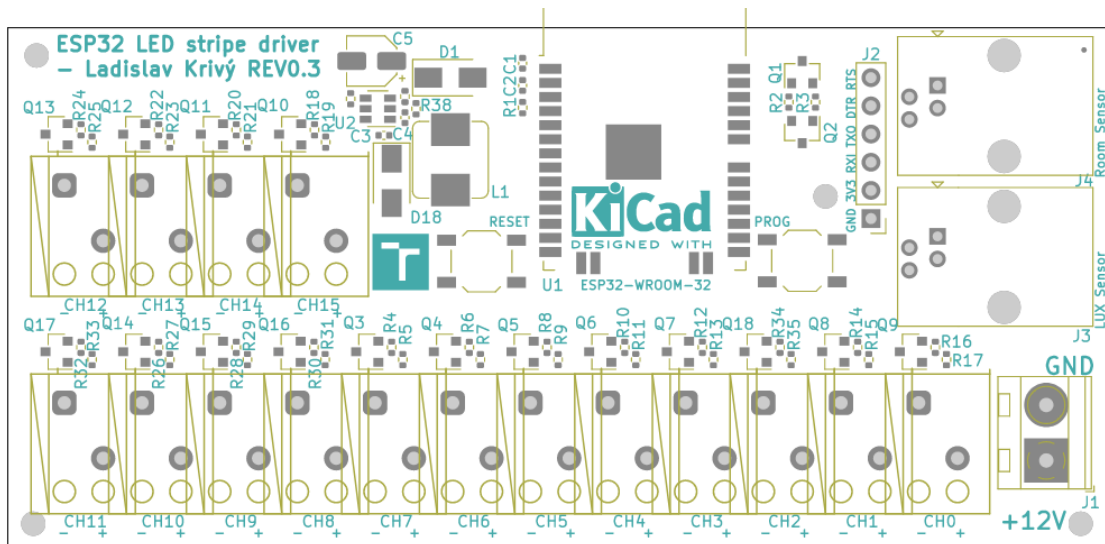 ESP32 LED stripe driver
– Ladislav Krivý REV0.3
C5
D1
C1
C2
R1
Q1
R2
R3
Q2
J2
RTS
DTR
TXO
RXI
3V3
GND
Room Sensor
J4
Q13
R24
R25
Q12
R22
R23
Q11
R20
R21
Q10
R18
R19
U2
R38
C3
C4
L1
D18
RESET
KiCad
DESIGNED WITH
PROG
U1
ESP32-WROOM-32
LUX Sensor
J3
CH12
CH13
CH14
CH15
- + - + - + - +
Q17
R33
R32
Q14
R27
R26
Q15
R29
R28
Q16
R31
R30
Q3
R4
R5
Q4
R6
R7
Q5
R8
R9
Q6
R10
R11
Q7
R12
R13
Q18
R34
R35
Q8
R14
R15
Q9
R16
R17
GND
J1
+12V
CH11 CH10 CH9 CH8 CH7 CH6 CH5 CH4 CH3 CH2 CH1 CH0
- + - + - + - + - + - + - + - + - + - + - + - +